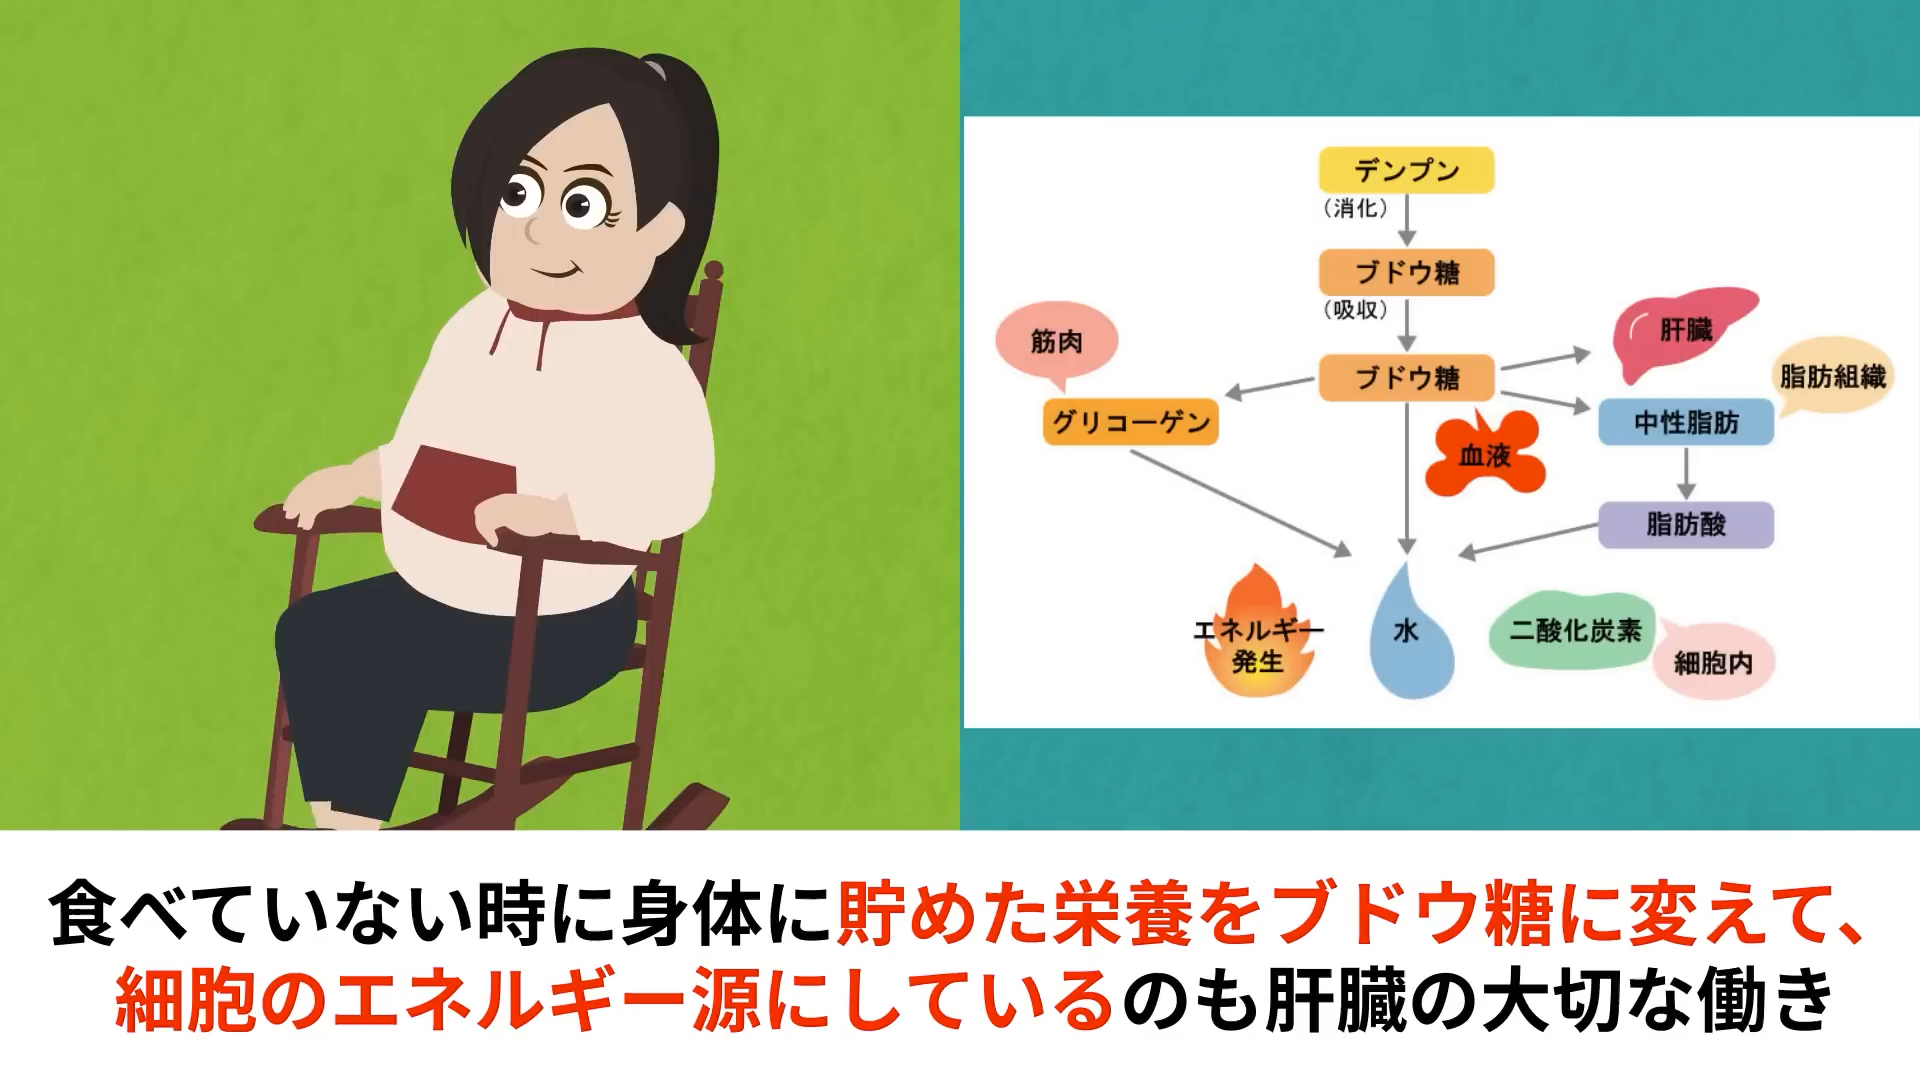 デンプン
(消化)
ブドウ糖
(吸収)
ブドウ糖
筋肉
グリコーゲン
肝臓
脂肪組織
中性脂肪
血液
脂肪酸
エネルギー
発生
水
二酸化炭素
細胞内
食べていない時に身体に貯めた栄養をブドウ糖に変えて、
細胞のエネルギー源にしているのも肝臓の大切な働き